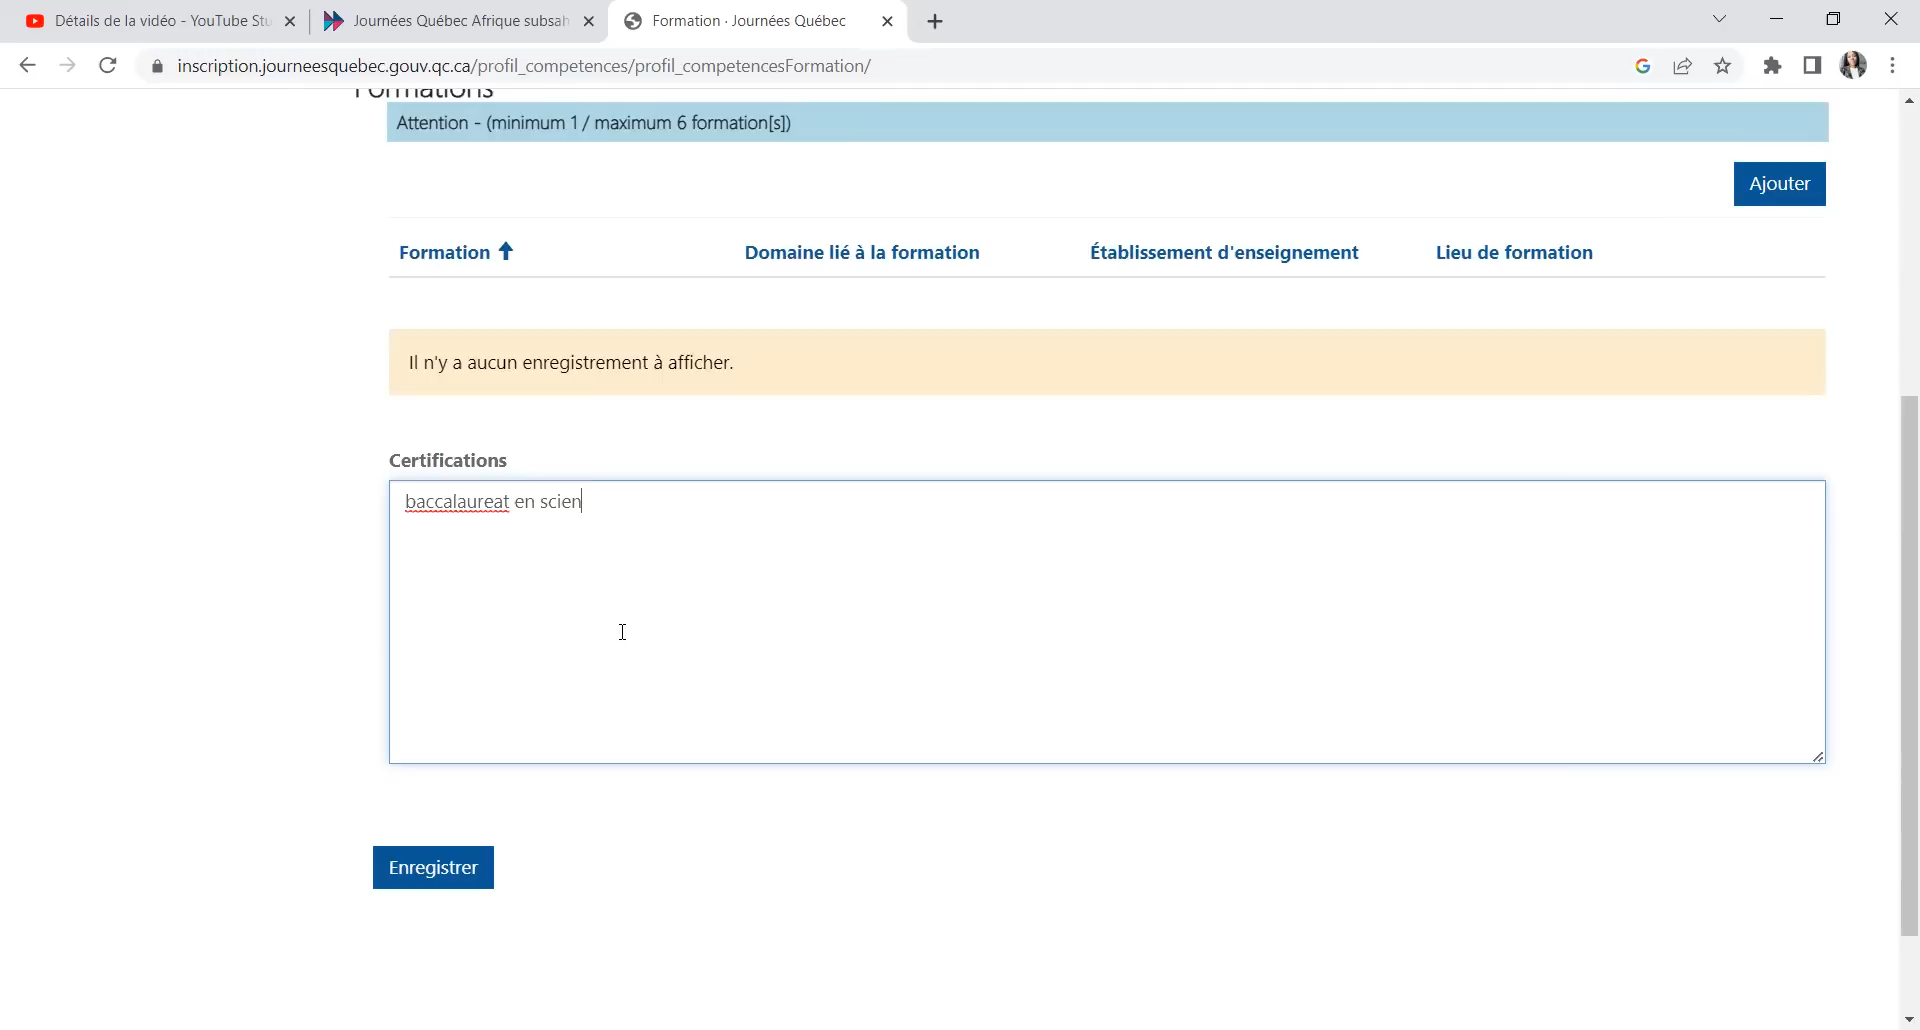 Détails de la vidéo - YouTube Stu
Journées Québec Afrique subsah
Formation · Journées Québec
inscription.journeesquebec.gouv.qc.ca/profil_competences/profil_competencesFormation/
Formations
Attention - (minimum 1 / maximum 6 formation[s])
Ajouter
Formation Domaine lié à la formation Établissement d'enseignement Lieu de formation
Il n'y a aucun enregistrement à afficher.
Certifications
baccalaureat en scien
Enregistrer